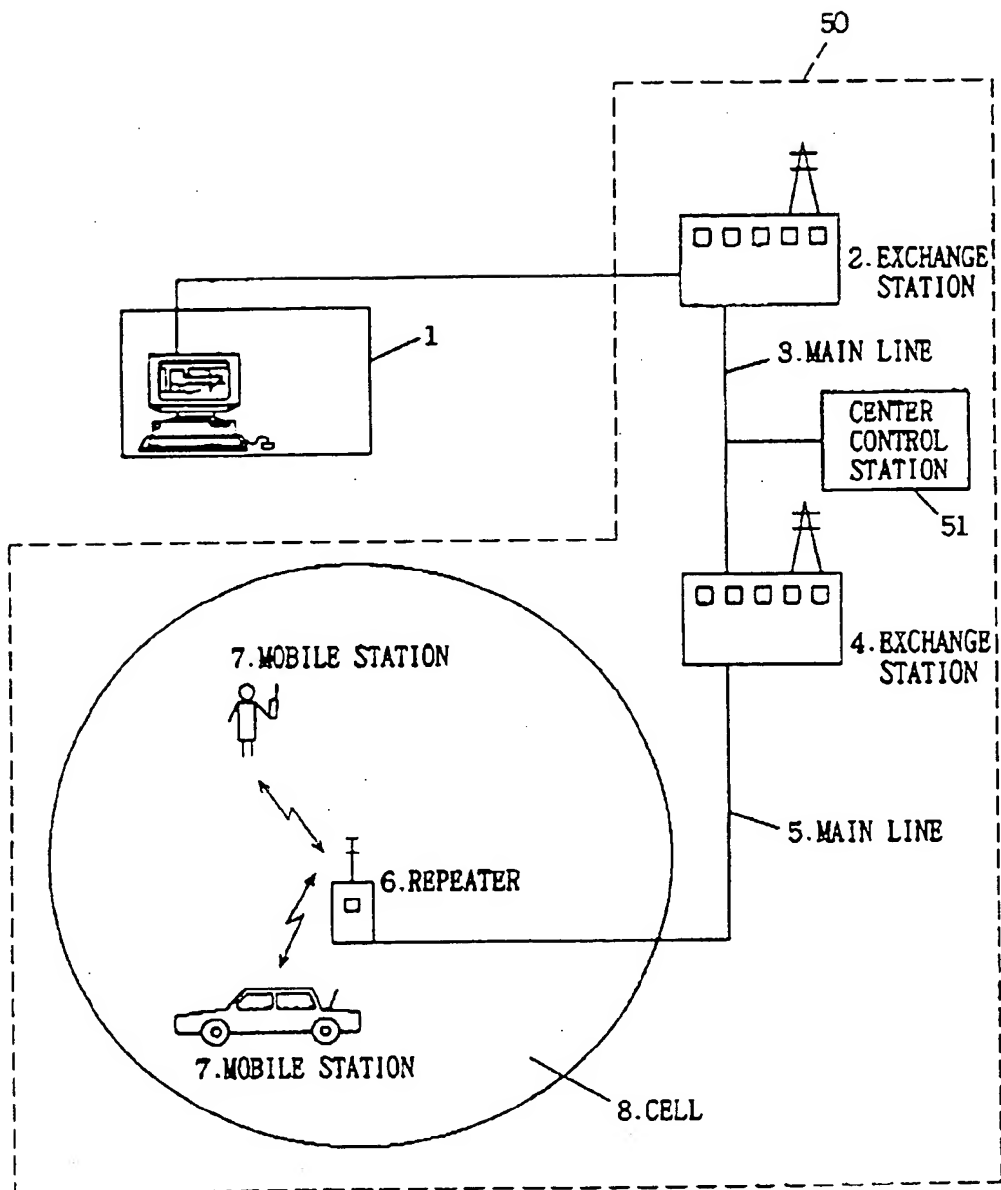 50
2.EXCHANGE
STATION
1
3.MAIN LINE
CENTER
CONTROL
STATION
51
4.EXCHANGE
STATION
7.MOBILE STATION
5.MAIN LINE
6.REPEATER
7.MOBILE STATION
8.CELL